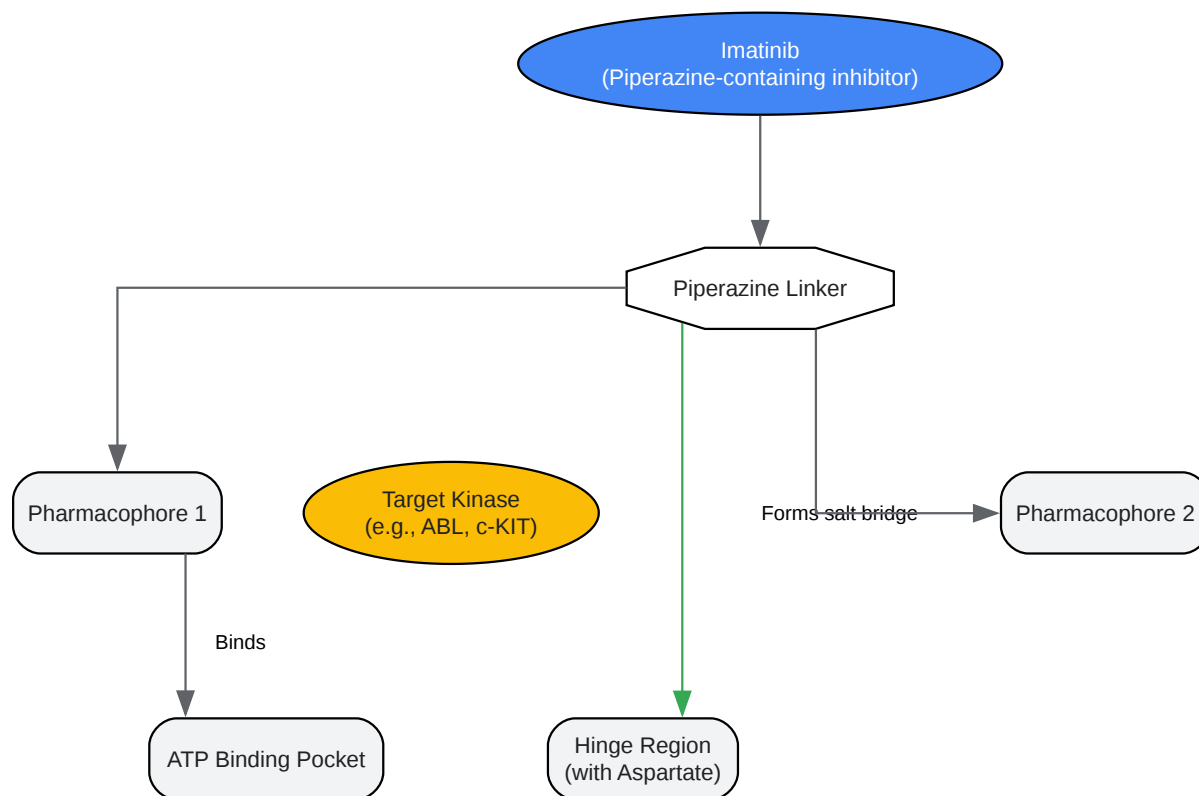 Imatinib
(Piperazine-containing inhibitor)
Piperazine Linker
Pharmacophore 1
Target Kinase
(e.g., ABL, c-KIT)
Forms salt bridge
Pharmacophore 2
Binds
ATP Binding Pocket
Hinge Region
(with Aspartate)